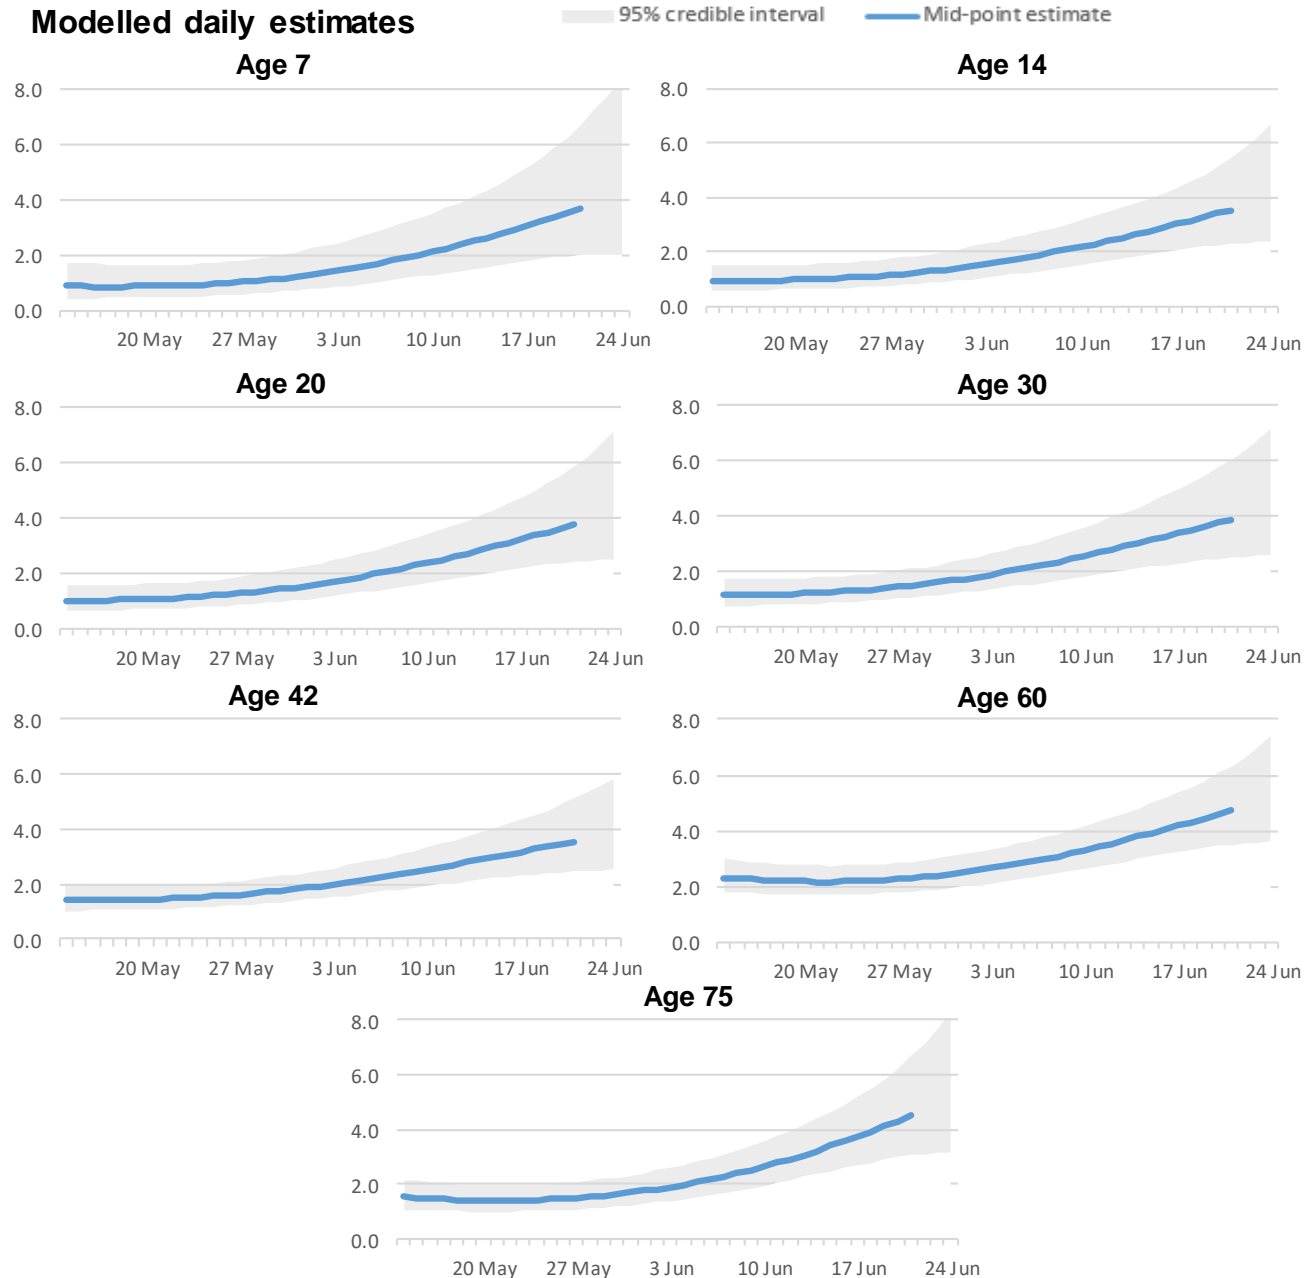 Modelled daily estimates
95% credible interval
Mid-point estimate
Age 7
8.0
6.0
4.0
2.0
0.0
20 May 27 May 3 Jun 10 Jun 17 Jun 24 Jun
Age 14
8.0
6.0
4.0
2.0
0.0
20 May 27 May 3 Jun 10 Jun 17 Jun 24 Jun
Age 20
8.0
6.0
4.0
2.0
0.0
20 May 27 May 3 Jun 10 Jun 17 Jun 24 Jun
Age 30
8.0
6.0
4.0
2.0
0.0
20 May 27 May 3 Jun 10 Jun 17 Jun 24 Jun
Age 42
8.0
6.0
4.0
2.0
0.0
20 May 27 May 3 Jun 10 Jun 17 Jun 24 Jun
Age 60
8.0
6.0
4.0
2.0
0.0
20 May 27 May 3 Jun 10 Jun 17 Jun 24 Jun
Age 75
8.0
6.0
4.0
2.0
0.0
20 May 27 May 3 Jun 10 Jun 17 Jun 24 Jun